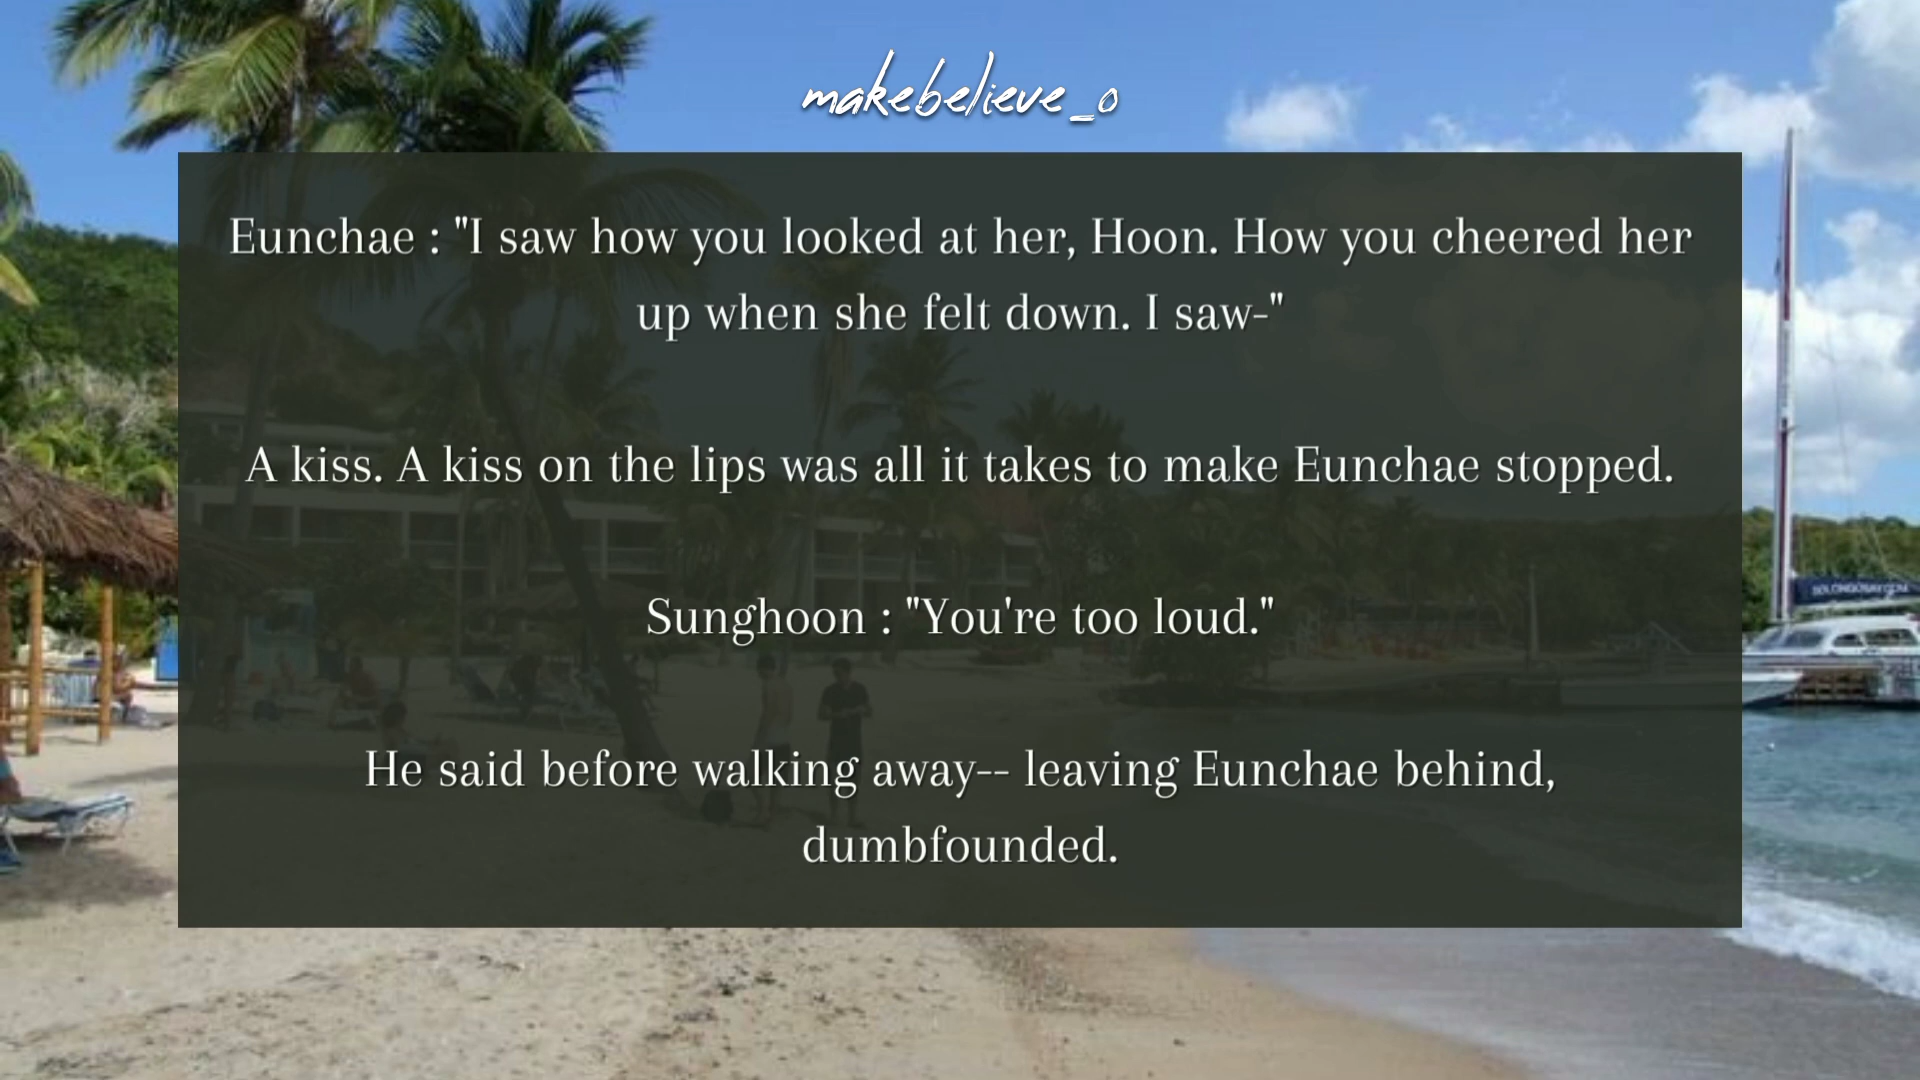 makebelieve_o
Eunchae : "I saw how you looked at her, Hoon. How you cheered her
up when she felt down. I saw-"
A kiss. A kiss on the lips was all it takes to make Eunchae stopped.
Sunghoon : "You're too loud."
He said before walking away-- leaving Eunchae behind,
dumbfounded.